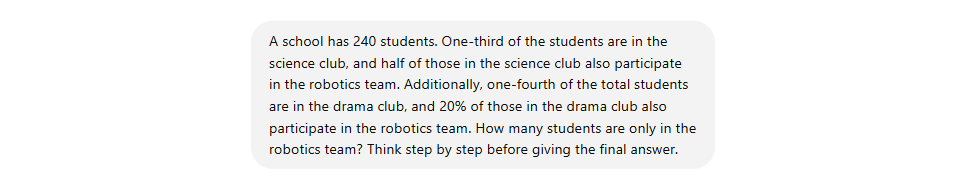 A school has 240 students. One-third of the students are in the
science club, and half of those in the science club also participate
in the robotics team. Additionally, one-fourth of the total students
are in the drama club, and 20% of those in the drama club also
participate in the robotics team. How many students are only in the
robotics team? Think step by step before giving the final answer.